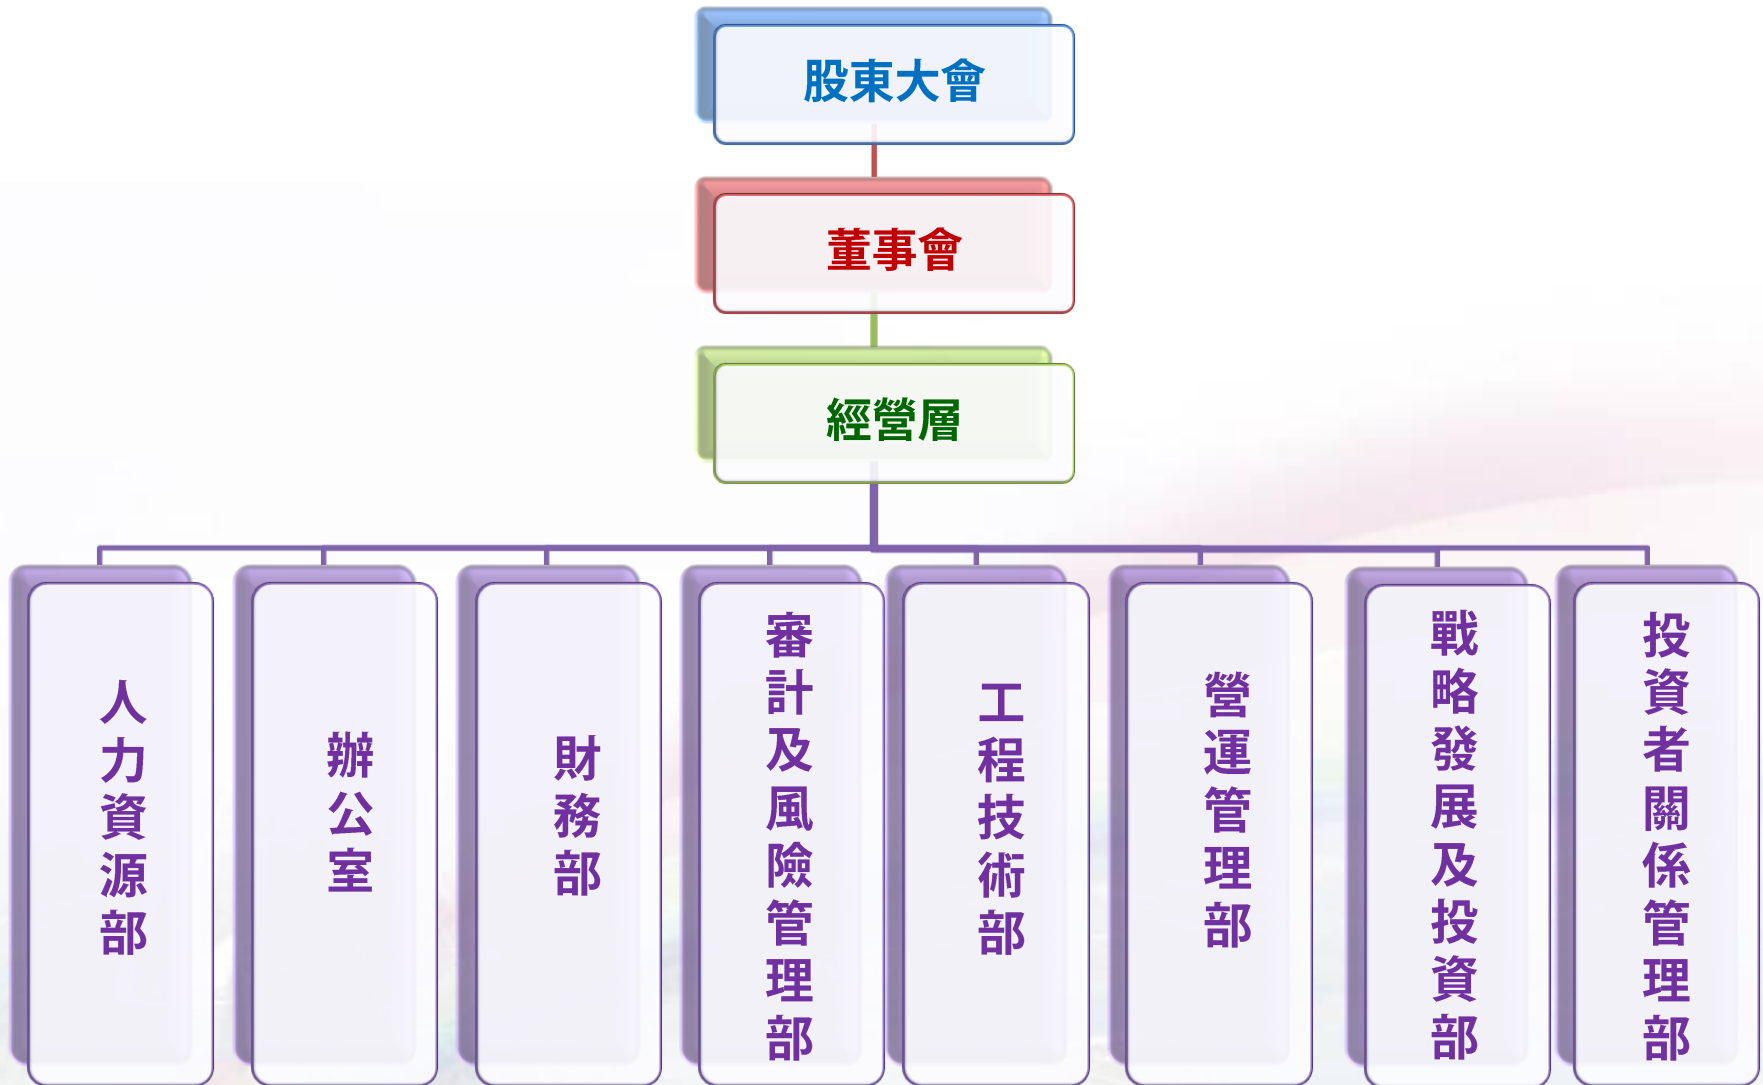 股東大會
董事會
經營層
人力資源部
辦公室
財務部
審計及風險管理部
工程技術部
營運管理部
戰略發展及投資部
投資者關係管理部